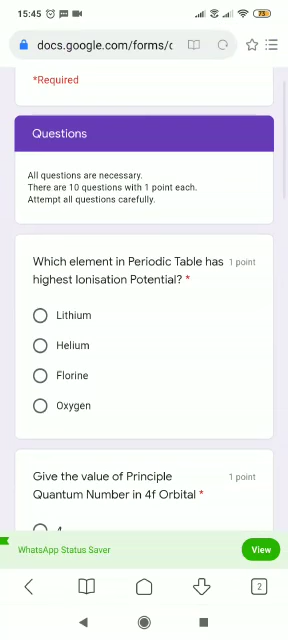 15:45
75
docs.google.com/forms/c
*Required
Questions
All questions are necessary.
There are 10 questions with 1 point each.
Attempt all questions carefully.
Which element in Periodic Table has 1 point
highest Ionisation Potential? *
Lithium
Helium
Florine
Oxygen
Give the value of Principle 1 point
Quantum Number in 4f Orbital *
4
WhatsApp Status Saver
View
2